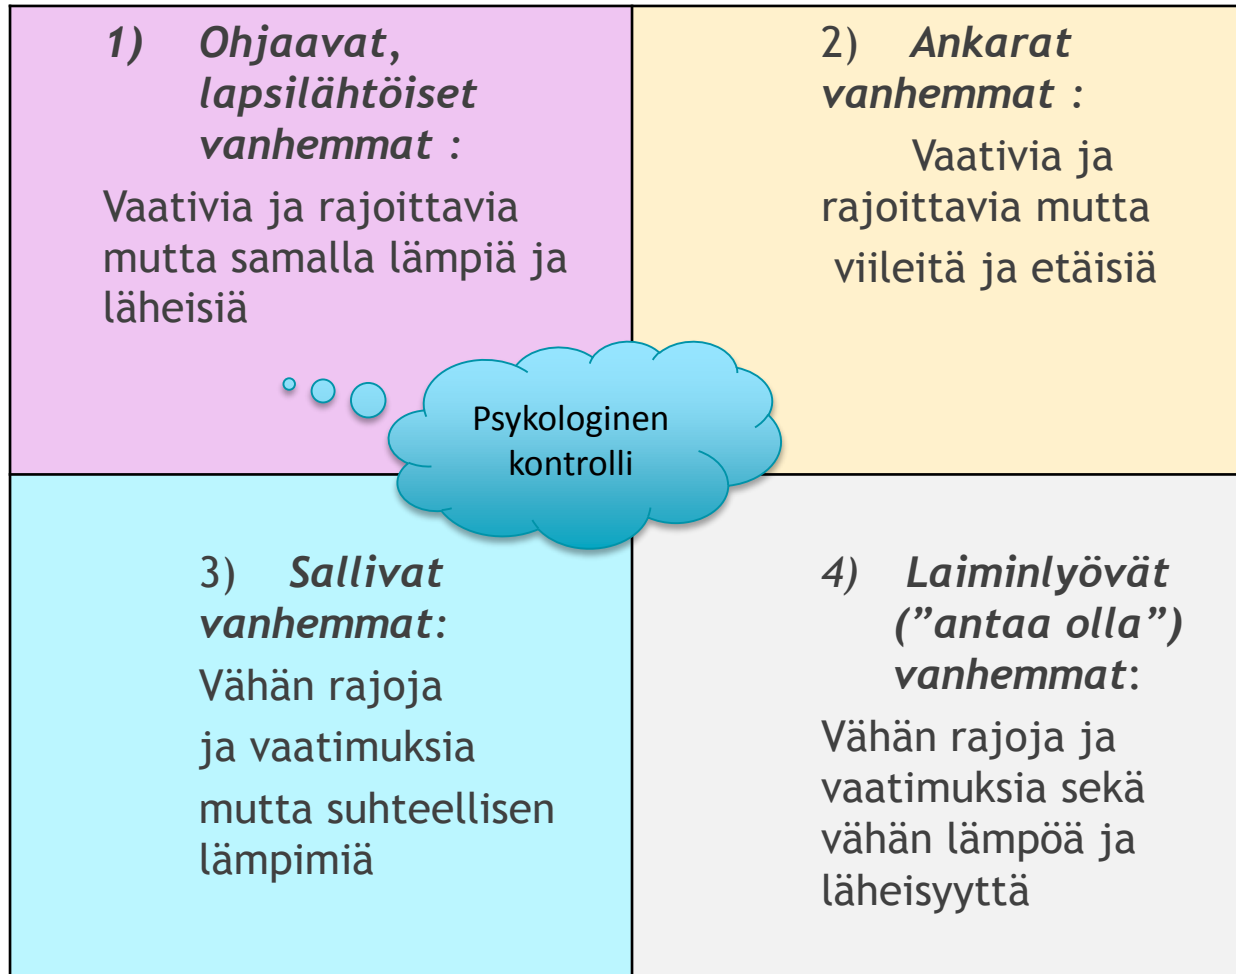 1) Ohjaavat,
lapsilähtöiset
vanhemmat :
Vaativia ja rajoittavia
mutta samalla lämpiä ja
läheisiä
2) Ankarat
vanhemmat :
Vaativia ja
rajoittavia mutta
viileitä ja etäisiä
Psykologinen
kontrolli
3) Sallivat
vanhemmat:
Vähän rajoja
ja vaatimuksia
mutta suhteellisen
lämpimiä
4) Laiminlyövät
(”antaa olla”)
vanhemmat:
Vähän rajoja ja
vaatimuksia sekä
vähän lämpöä ja
läheisyyttä